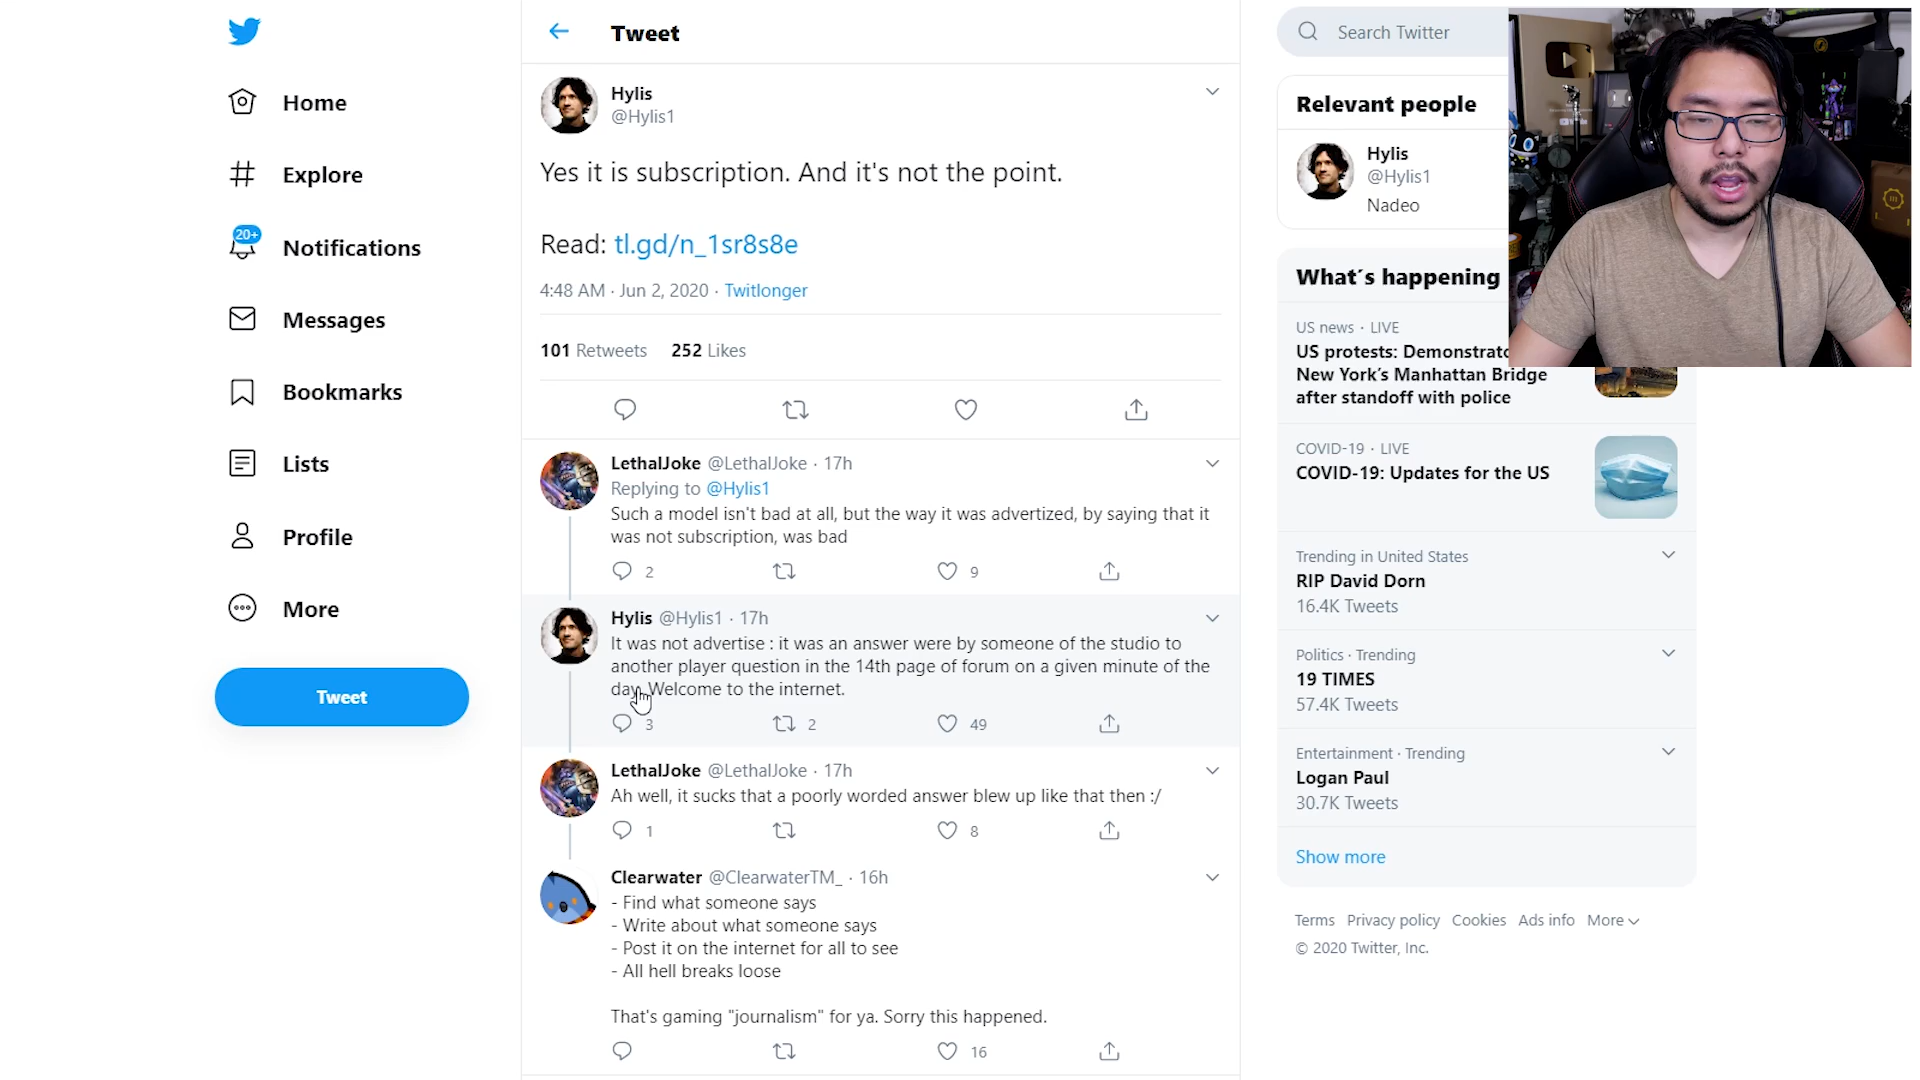 Home
Explore
20+
Notifications
Messages
Bookmarks
Lists
Profile
More
Tweet
Tweet
Hylis
@Hylis1
Yes it is subscription. And it's not the point.
Read: tl.gd/n_1sr8s8e
4:48 AM · Jun 2, 2020 · Twitlonger
101 Retweets 252 Likes
LethalJoke @LethalJoke · 17h
Replying to @Hylis1
Such a model isn't bad at all, but the way it was advertized, by saying that it
was not subscription, was bad
2 9
Hylis @Hylis1 · 17h
It was not advertise : it was an answer were by someone of the studio to
another player question in the 14th page of forum on a given minute of the
day. Welcome to the internet.
3 2 49
LethalJoke @LethalJoke · 17h
Ah well, it sucks that a poorly worded answer blew up like that then :/
1 8
Clearwater @ClearwaterTM_ · 16h
- Find what someone says
- Write about what someone says
- Post it on the internet for all to see
- All hell breaks loose
That's gaming "journalism" for ya. Sorry this happened.
16
Search Twitter
Relevant people
Hylis
@Hylis1
Nadeo
What's happening
US news · LIVE
US protests:
New York's Manhattan Bridge
after standoff with police
COVID-19 · LIVE
COVID-19: Updates for the US
Trending in United States
RIP David Dorn
16.4K Tweets
Politics · Trending
19 TIMES
57.4K Tweets
Entertainment · Trending
Logan Paul
30.7K Tweets
Show more
Terms Privacy policy Cookies Ads info More
© 2020 Twitter, Inc.